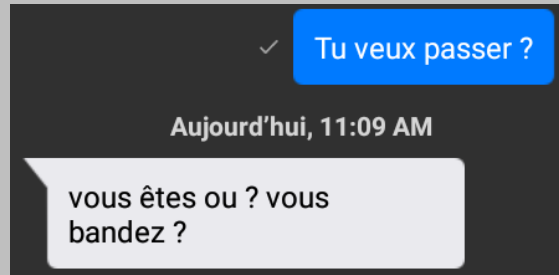 Tu veux passer ?
Aujourd’hui, 11:09 AM
vous êtes ou ? vous
bandez ?